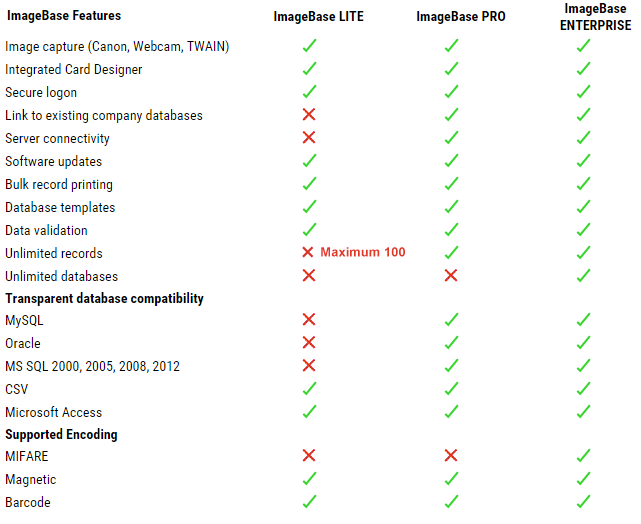 ImageBase Features ImageBase LITE ImageBase PRO ImageBase ENTERPRISE
Image capture (Canon, Webcam, TWAIN)
Integrated Card Designer
Secure logon
Link to existing company databases
Server connectivity
Software updates
Bulk record printing
Database templates
Data validation
Unlimited records Maximum 100
Unlimited databases
Transparent database compatibility
MySQL
Oracle
MS SQL 2000, 2005, 2008, 2012
CSV
Microsoft Access
Supported Encoding
MIFARE
Magnetic
Barcode